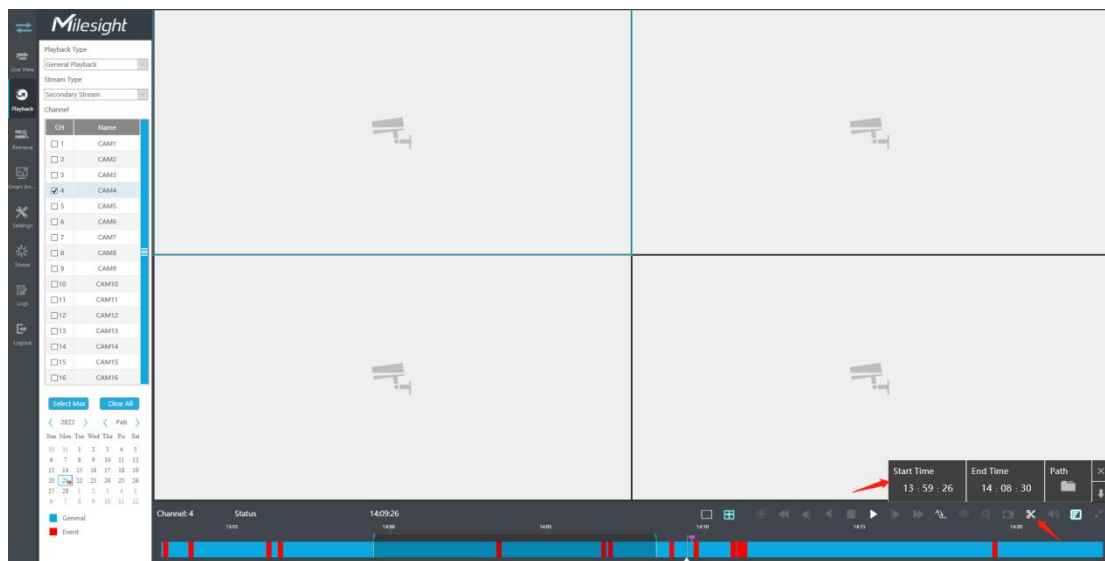 Milesight
Live View
Playback
Retrieve
Smart An...
Settings
Status
Logs
Logout
Playback Type
General Playback
Stream Type
Secondary Stream
Channel
CH Name
1 CAM1
2 CAM2
3 CAM3
4 CAM4
5 CAM5
6 CAM6
7 CAM7
8 CAM8
9 CAM9
10 CAM10
11 CAM11
12 CAM12
13 CAM13
14 CAM14
15 CAM15
16 CAM16
Select Max Clear All
2022 Feb
Sun Mon Tue Wed Thu Fri Sat
30 31 1 2 3 4 5
6 7 8 9 10 11 12
13 14 15 16 17 18 19
20 21 22 23 24 25 26
27 28 1 2 3 4 5
6 7 8 9 10 11 12
General
Event
Start Time End Time Path
13 : 59 : 26 14 : 08 : 30
Channel: 4 Status 14:09:26
13:55 14:00 14:05 14:10 14:15 14:20